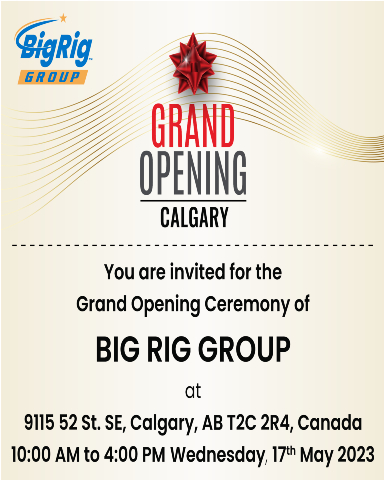 BigRig
GROUP
GRAND
OPENING
CALGARY
You are invited for the
Grand Opening Ceremony of
BIG RIG GROUP
at
9115 52 St. SE, Calgary, AB T2C 2R4, Canada
10:00 AM to 4:00 PM Wednesday, 17th May 2023